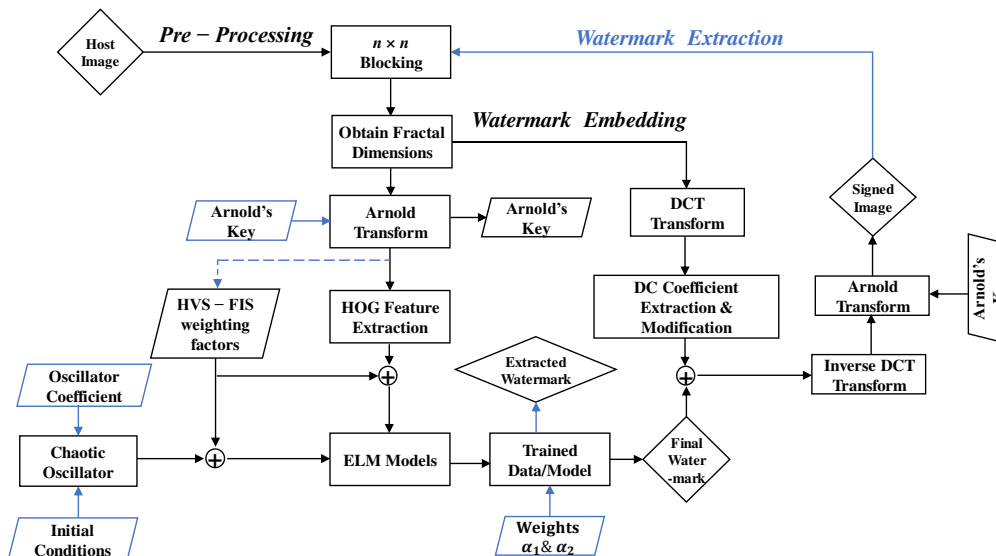 Host
Image
Pre − Processing
n × n
Blocking
Watermark Extraction
Obtain Fractal
Dimensions
Watermark Embedding
Signed
Image
Arnold's
Key
Arnold
Transform
Arnold's
Key
DCT
Transform
Arnold's
HVS − FIS
weighting
factors
HOG Feature
Extraction
DC Coefficient
Extraction &
Modification
Arnold
Transform
Oscillator
Coefficient
Extracted
Watermark
Inverse DCT
Transform
Chaotic
Oscillator
ELM Models
Trained
Data/Model
Final
Water
-mark
Initial
Conditions
Weights
α₁& α₂